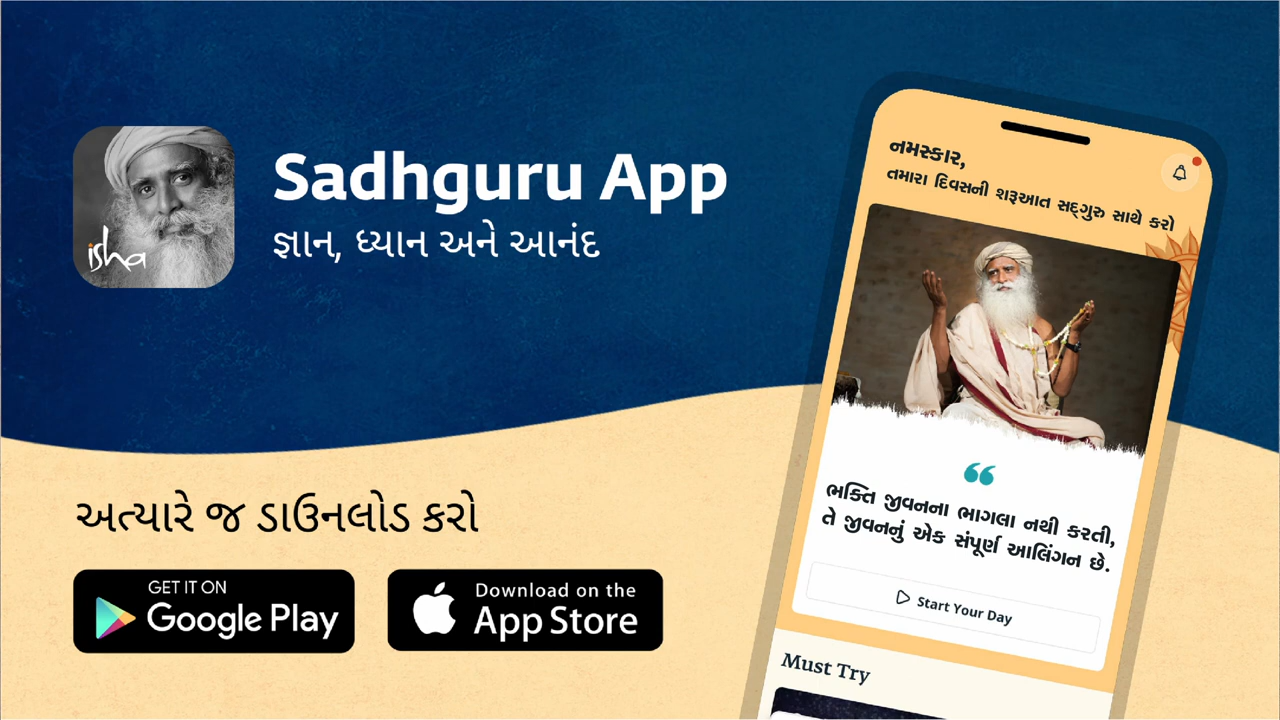 isha
Sadhguru App
જ્ઞાન, ધ્યાન અને આનંદ
અત્યારે જ ડાઉનલોડ કરો
GET IT ON
Google Play
Download on the
App Store
નમસ્કાર,
તમારા દિવસની શરૂઆત સદ્‌ગુરુ સાથે કરો
“
ભક્તિ જીવનના ભાગલા નથી કરતી,
તે જીવનનું એક સંપૂર્ણ આલિંગન છે.
Start Your Day
Must Try